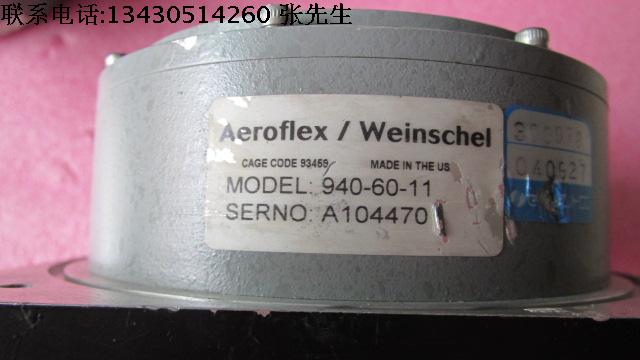 联系电话:13430514260 张先生
Aeroflex / Weinschel
CAGE CODE 93459 MADE IN THE US
MODEL: 940-60-11
SERNO: A104470
040527